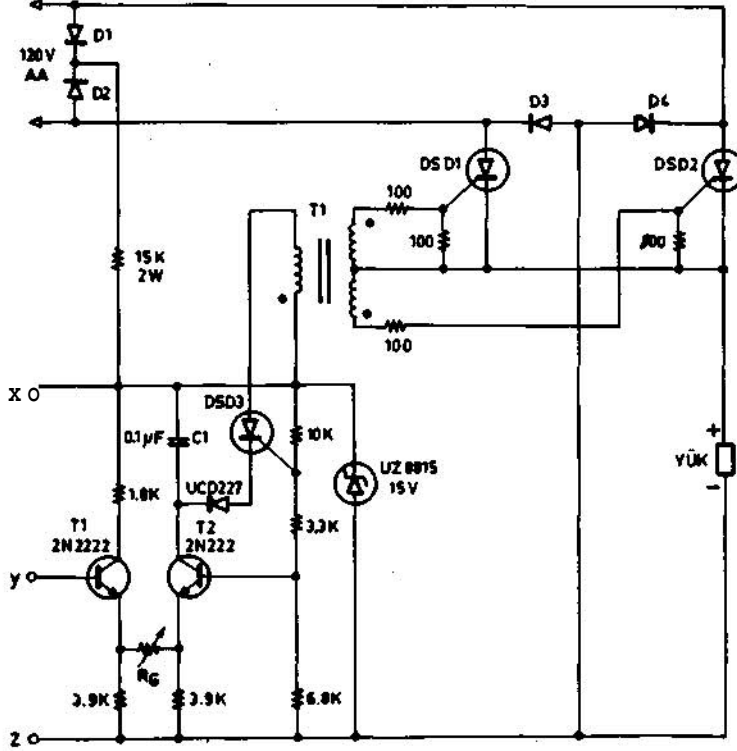 D1
120V
AA
D2
D3
D4
DSD1
DSD2
100
T1
100
100
15K
2W
100
X
DSD3
0.1µF
C1
10K
+
UZ 8815
15V
YÜK
UCD227
1.8K
-
T1
2N2222
T2
2N222
3,3K
y
RG
3.9K
3.9K
6.8K
Z